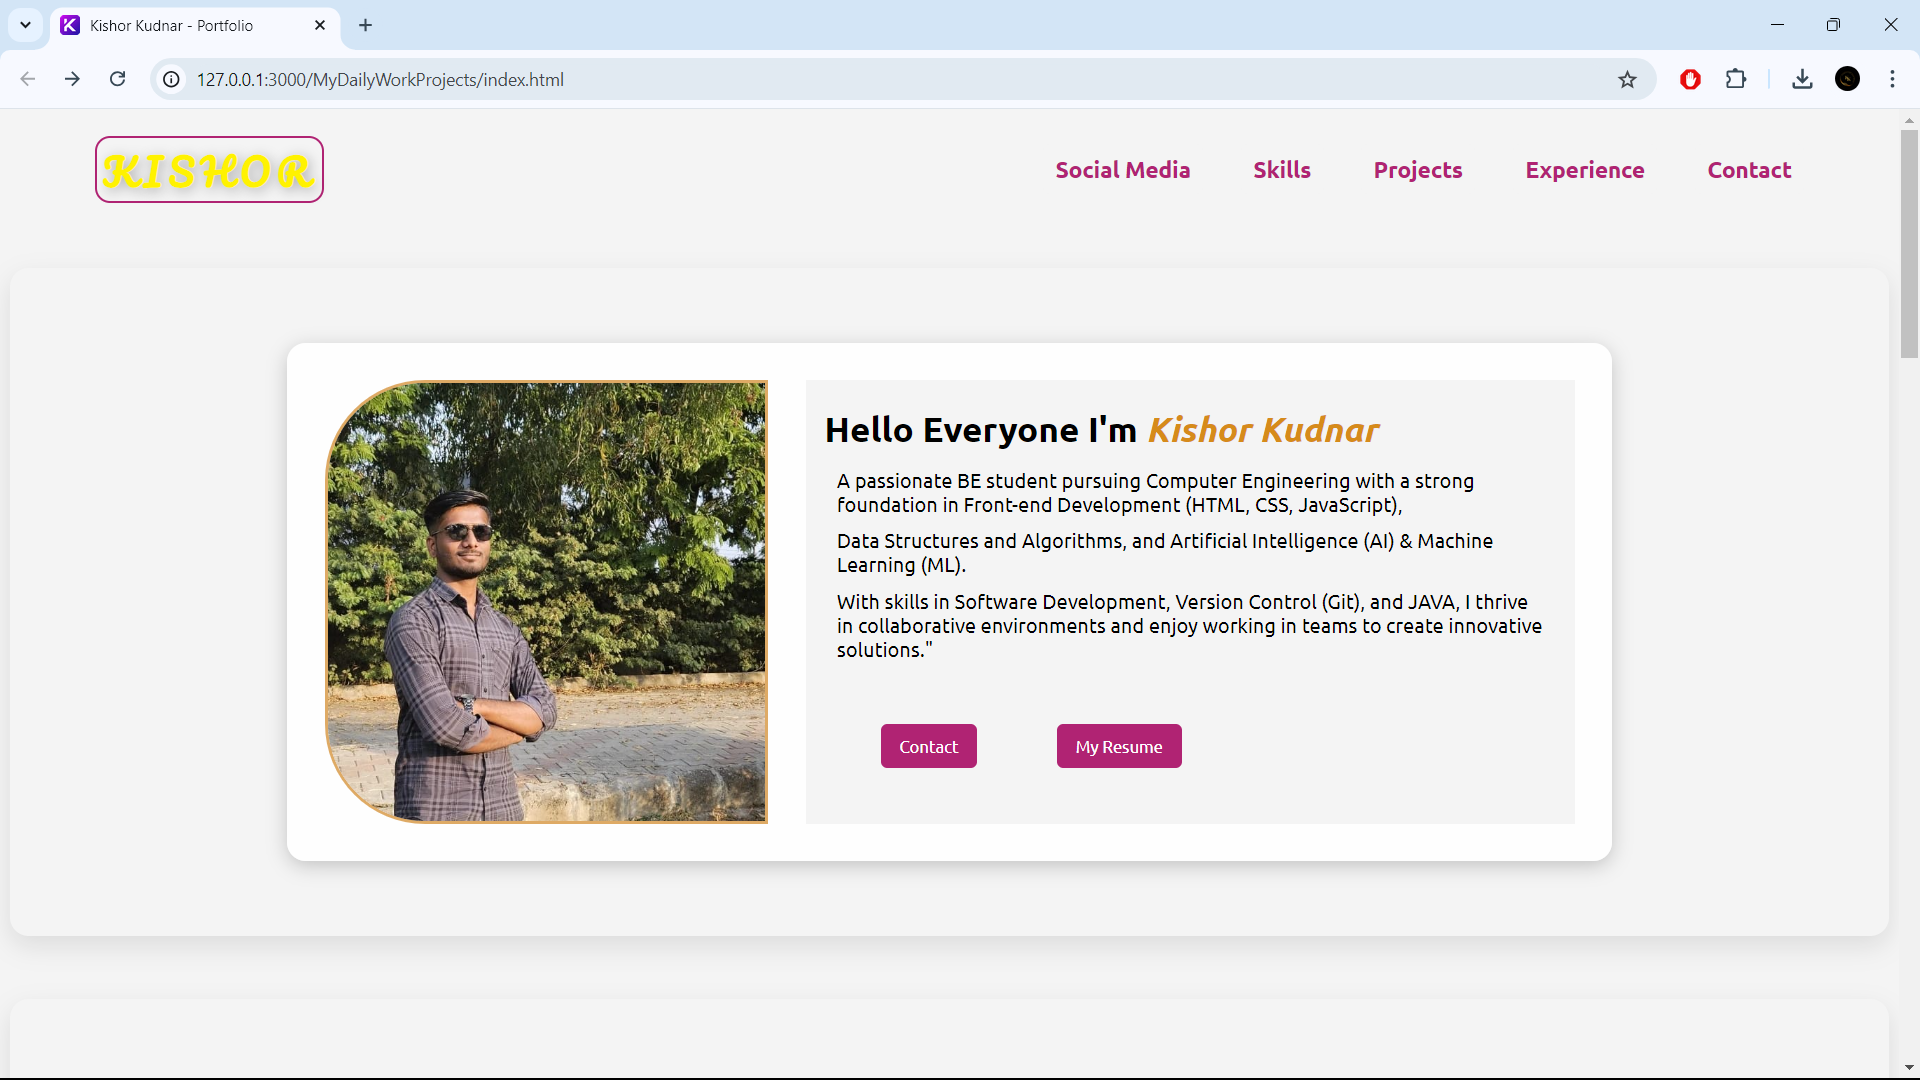 Kishor Kudnar - Portfolio
127.0.0.1:3000/MyDailyWorkProjects/index.html
KISHOR
Social Media Skills Projects Experience Contact
Hello Everyone I'm Kishor Kudnar
A passionate BE student pursuing Computer Engineering with a strong
foundation in Front-end Development (HTML, CSS, JavaScript),
Data Structures and Algorithms, and Artificial Intelligence (AI) & Machine
Learning (ML).
With skills in Software Development, Version Control (Git), and JAVA, I thrive
in collaborative environments and enjoy working in teams to create innovative
solutions."
Contact My Resume